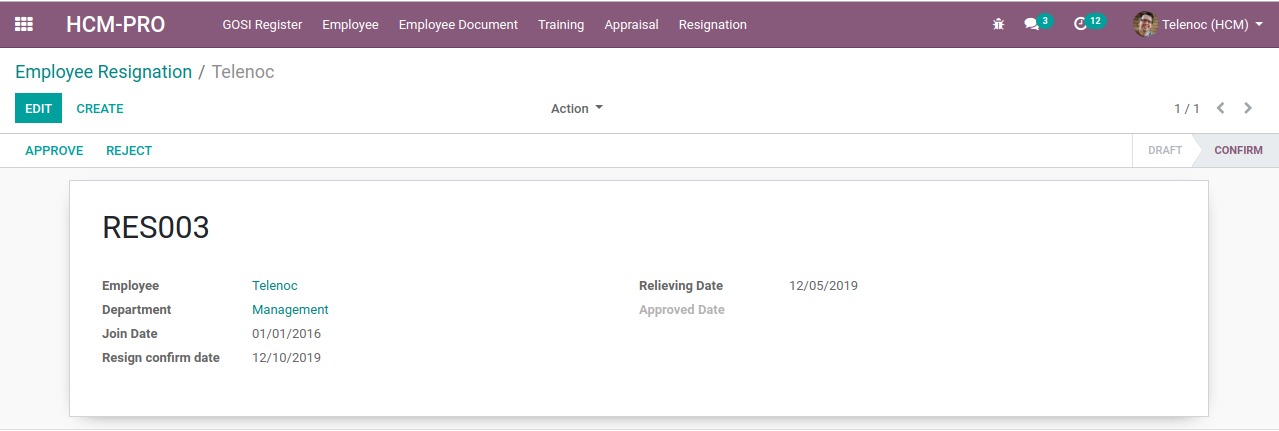 HCM-PRO GOSI Register Employee Employee Document Training Appraisal Resignation 3 12 Telenoc (HCM)
Employee Resignation / Telenoc
EDIT CREATE Action 1 / 1
APPROVE REJECT DRAFT CONFIRM
RES003
Employee Telenoc Relieving Date 12/05/2019
Department Management Approved Date
Join Date 01/01/2016
Resign confirm date 12/10/2019